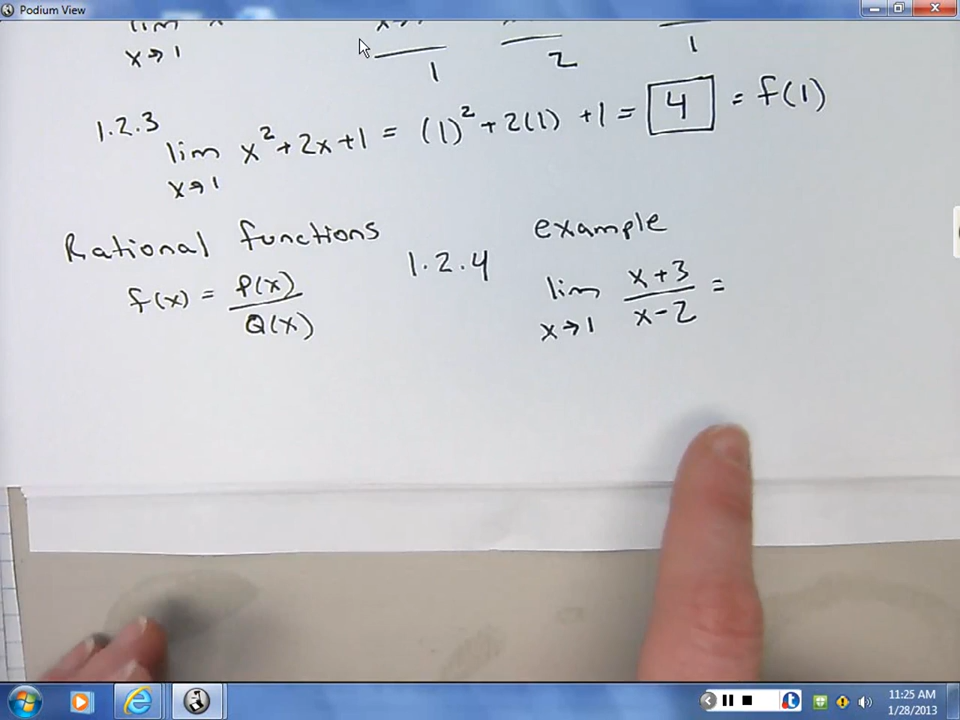 Podium View
lim
x→1
1
2
1
1.2.3
lim x² + 2x + 1 = (1)² + 2(1) + 1 = 4 = f(1)
x→1
Rational functions
example
f(x) = P(x)/Q(x)
1.2.4
lim (x+3)/(x-2) =
x→1
11:25 AM
1/28/2013